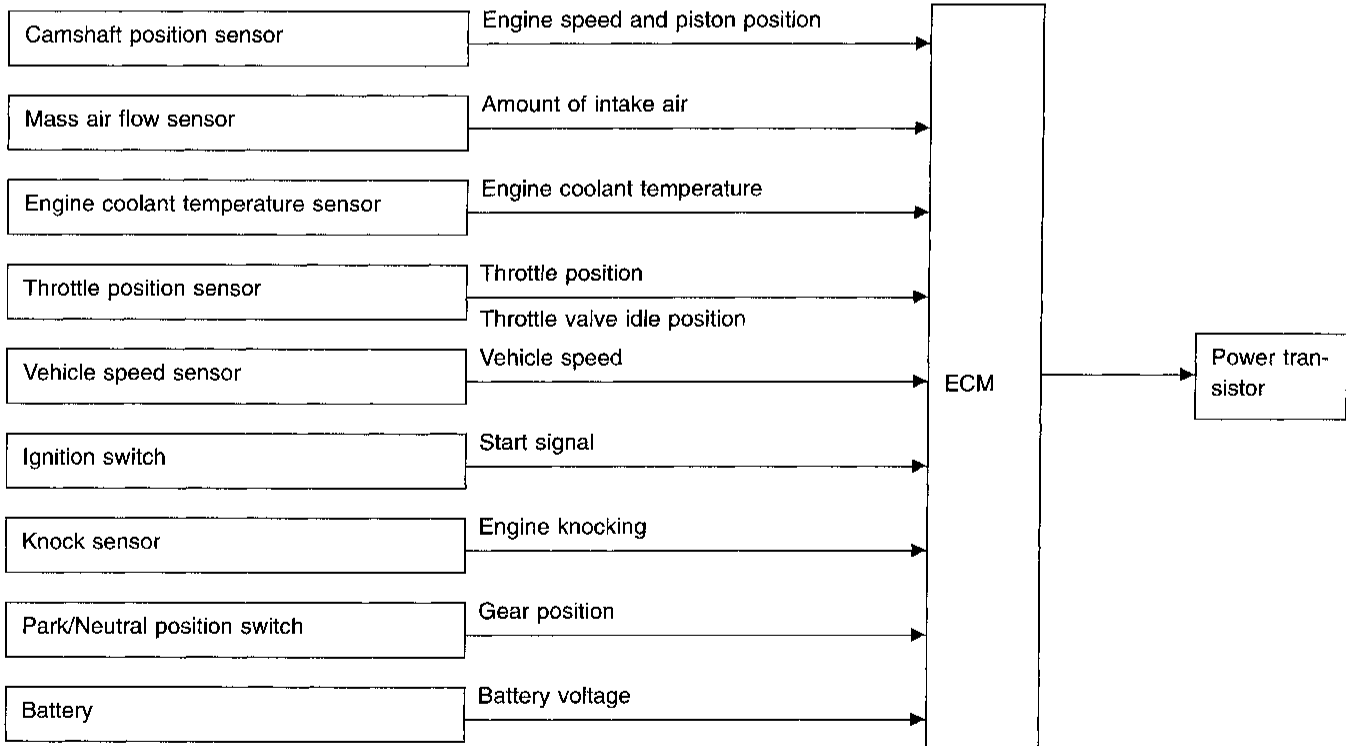 Camshaft position sensor
Engine speed and piston position
Mass air flow sensor
Amount of intake air
Engine coolant temperature sensor
Engine coolant temperature
Throttle position sensor
Throttle position
Throttle valve idle position
Vehicle speed sensor
Vehicle speed
Ignition switch
Start signal
Knock sensor
Engine knocking
Park/Neutral position switch
Gear position
Battery
Battery voltage
ECM
Power tran-
sistor